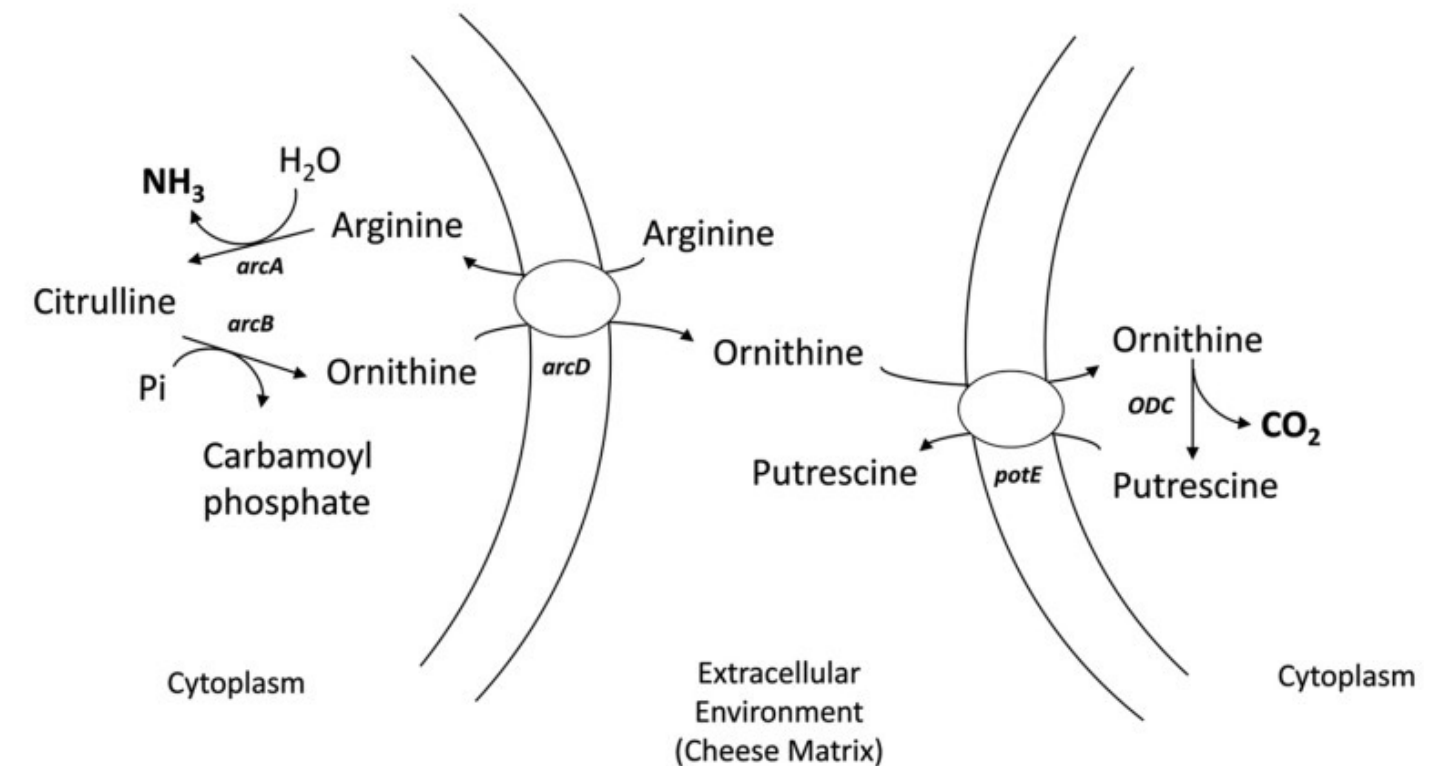 H₂O
NH₃
Arginine
Arginine
arcA
Citrulline
arcB
Pi
Ornithine
arcD
Carbamoyl
phosphate
Ornithine
Ornithine
ODC
CO₂
Putrescine
potE
Putrescine
Cytoplasm
Extracellular
Environment
(Cheese Matrix)
Cytoplasm